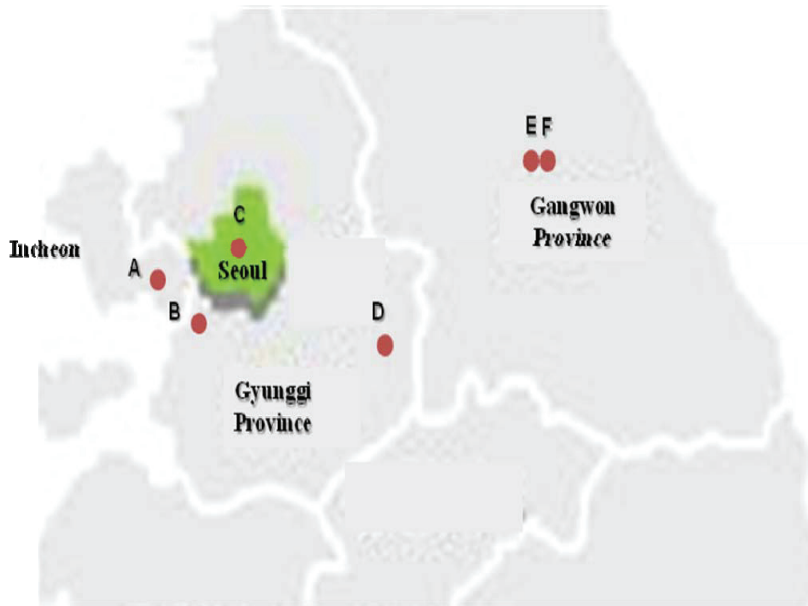 E F
Gangwon
Province
C
Incheon
A
Seoul
B
D
Gyunggi
Province